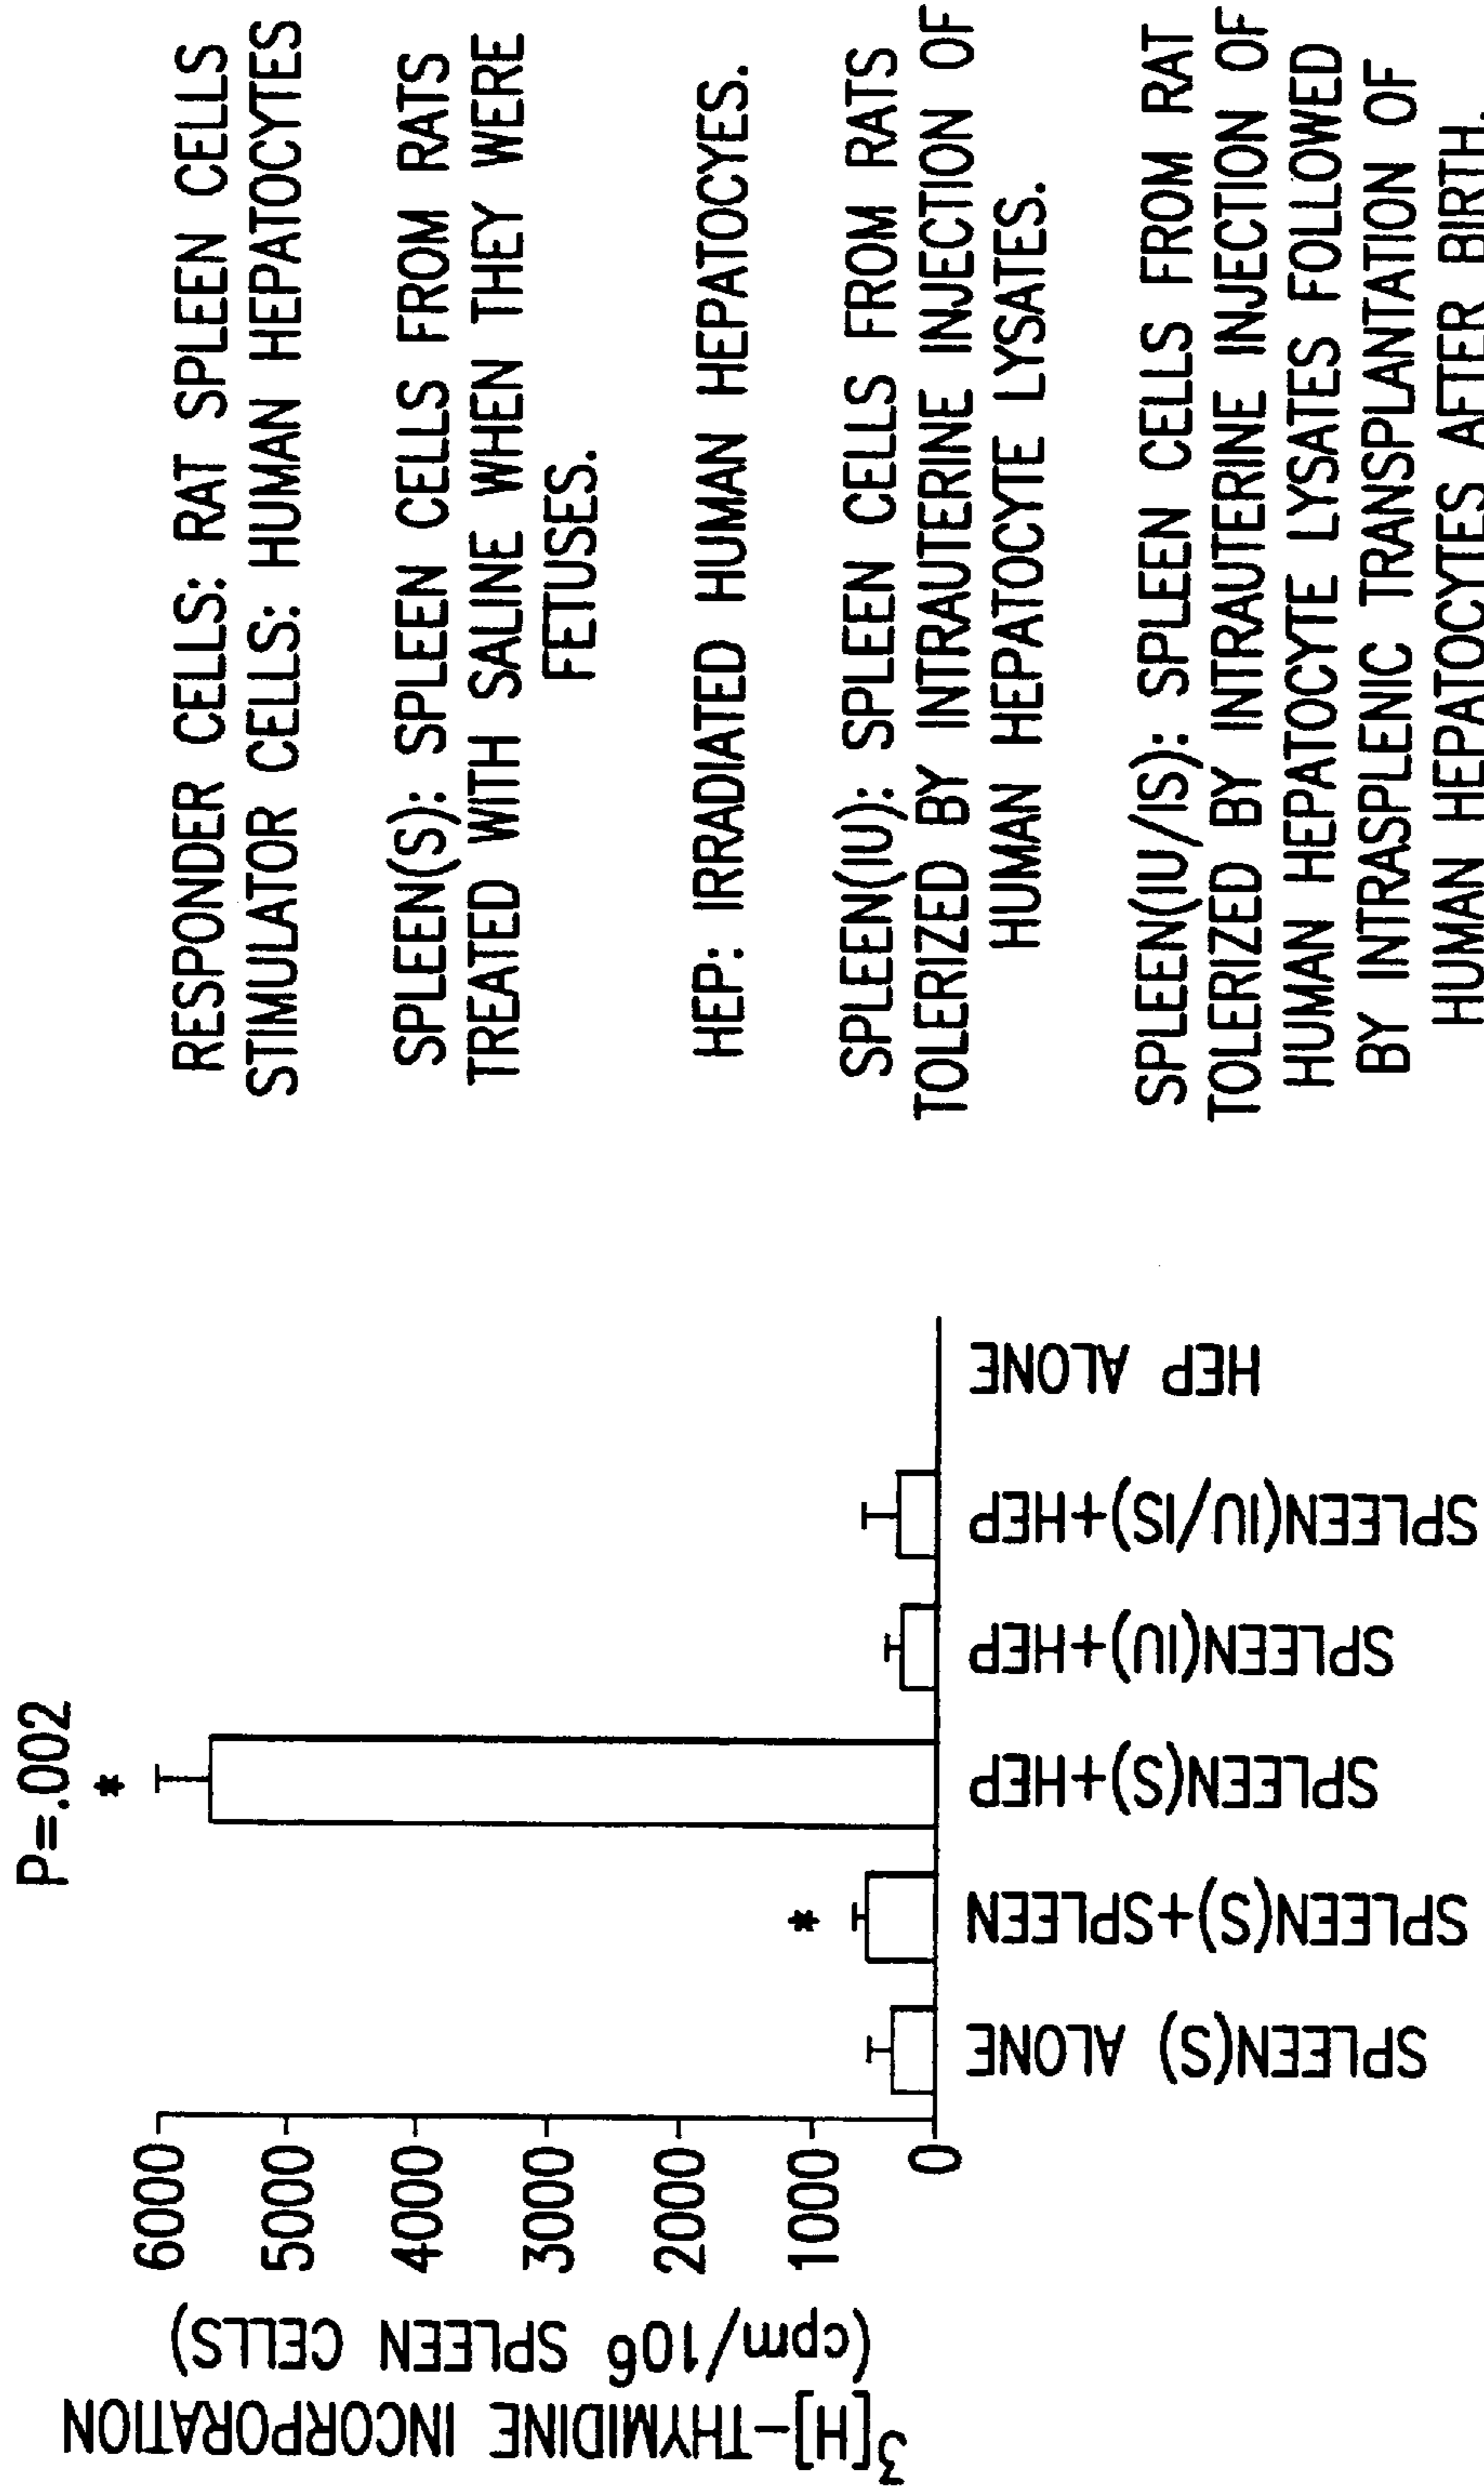 P=.002
*
*
3[H]-THYMIDINE INCORPORATION
(cpm/10⁶ SPLEEN CELLS)
6000
5000
4000
3000
2000
1000
0
SPLEEN(S) ALONE
SPLEEN(S)+SPLEEN
SPLEEN(S)+HEP
SPLEEN(IU)+HEP
SPLEEN(IU/IS)+HEP
HEP ALONE
RESPONDER CELLS: RAT SPLEEN CELLS
STIMULATOR CELLS: HUMAN HEPATOCYTES
SPLEEN(S): SPLEEN CELLS FROM RATS
TREATED WITH SALINE WHEN THEY WERE
FETUSES.
HEP: IRRADIATED HUMAN HEPATOCYTES.
SPLEEN(IU): SPLEEN CELLS FROM RATS
TOLERIZED BY INTRAUTERINE INJECTION OF
HUMAN HEPATOCYTE LYSATES.
SPLEEN(IU/IS): SPLEEN CELLS FROM RAT
TOLERIZED BY INTRAUTERINE INJECTION OF
HUMAN HEPATOCYTE LYSATES FOLLOWED
BY INTRASPLENIC TRANSPLANTATION OF
HUMAN HEPATOCYTES AFTER BIRTH.